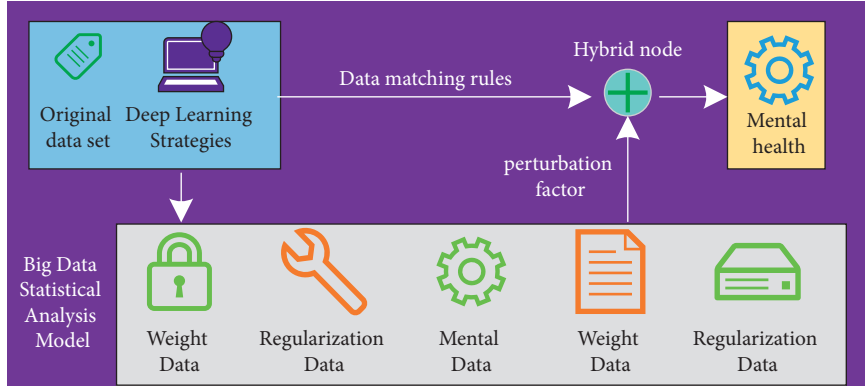 Original
data set
Deep Learning
Strategies
Data matching rules
Hybrid node
Mental
health
perturbation
factor
Big Data
Statistical
Analysis
Model
Weight
Data
Regularization
Data
Mental
Data
Weight
Data
Regularization
Data